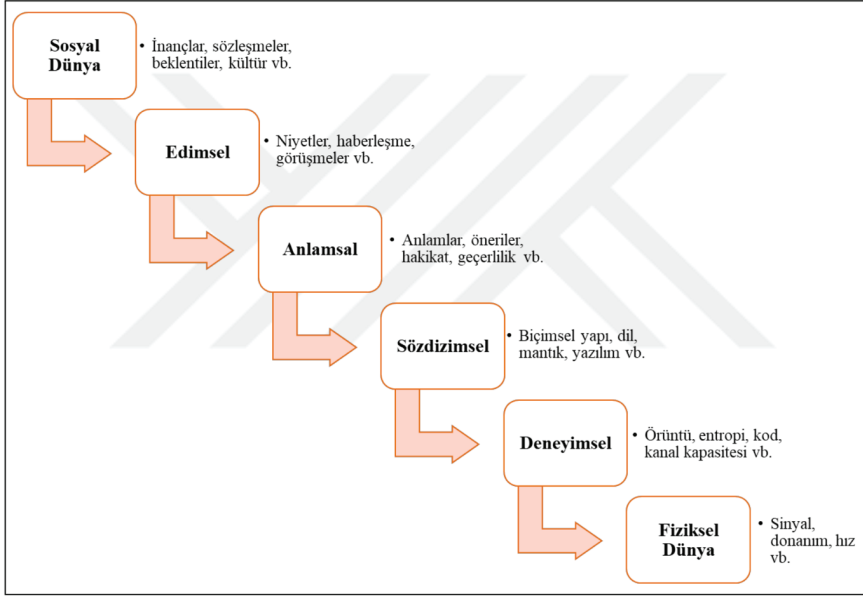 Sosyal
Dünya
• İnançlar, sözleşmeler,
beklentiler, kültür vb.
Edimsel
• Niyetler, haberleşme,
görüşmeler vb.
Anlamsal
• Anlamlar, öneriler,
hakikat, geçerlilik vb.
Sözdizimsel
• Biçimsel yapı, dil,
mantık, yazılım vb.
Deneyimsel
• Örüntü, entropi, kod,
kanal kapasitesi vb.
Fiziksel
Dünya
• Sinyal,
donanım, hız
vb.